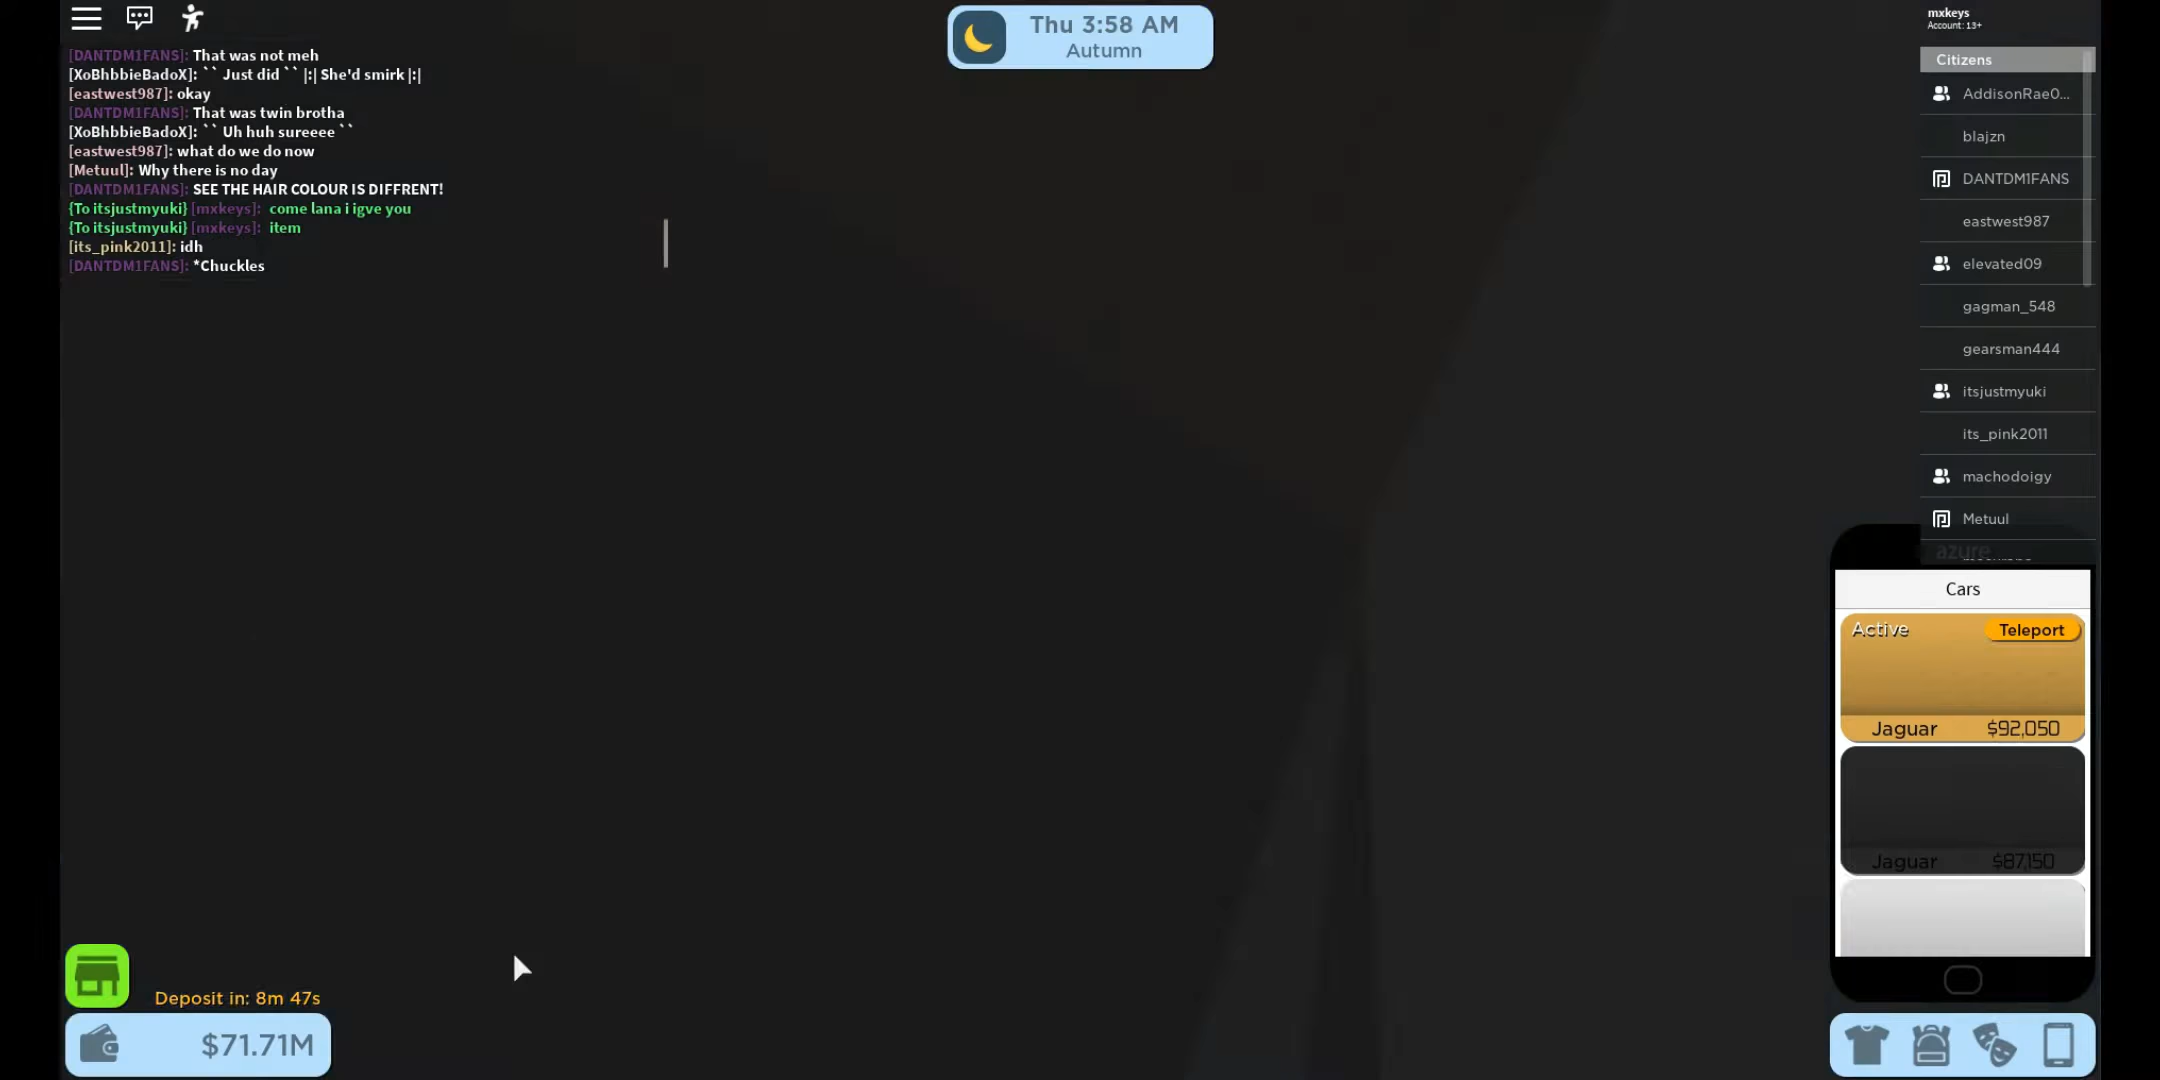 [DANTDM1FANS]: That was not meh
[XoBhbbieBadoX]: `` Just did `` |:| She'd smirk |:|
[eastwest987]: okay
[DANTDM1FANS]: That was twin brotha
[XoBhbbieBadoX]: `` Uh huh sureeee ``
[eastwest987]: what do we do now
[Metuul]: Why there is no day
[DANTDM1FANS]: SEE THE HAIR COLOUR IS DIFFRENT!
{To itsjustmyuki} [mxkeys]: come lana i igve you
{To itsjustmyuki} [mxkeys]: item
[its_pink2011]: idh
[DANTDM1FANS]: *Chuckles
Thu 3:58 AM
Autumn
mxkeys
Account: 13+
Citizens
AddisonRae0...
blajzn
DANTDM1FANS
eastwest987
elevated09
gagman_548
gearsman444
itsjustmyuki
its_pink2011
machodoigy
Metuul
azure
Cars
Active Teleport
Jaguar $92,050
Jaguar $87,150
Deposit in: 8m 47s
$71.71M